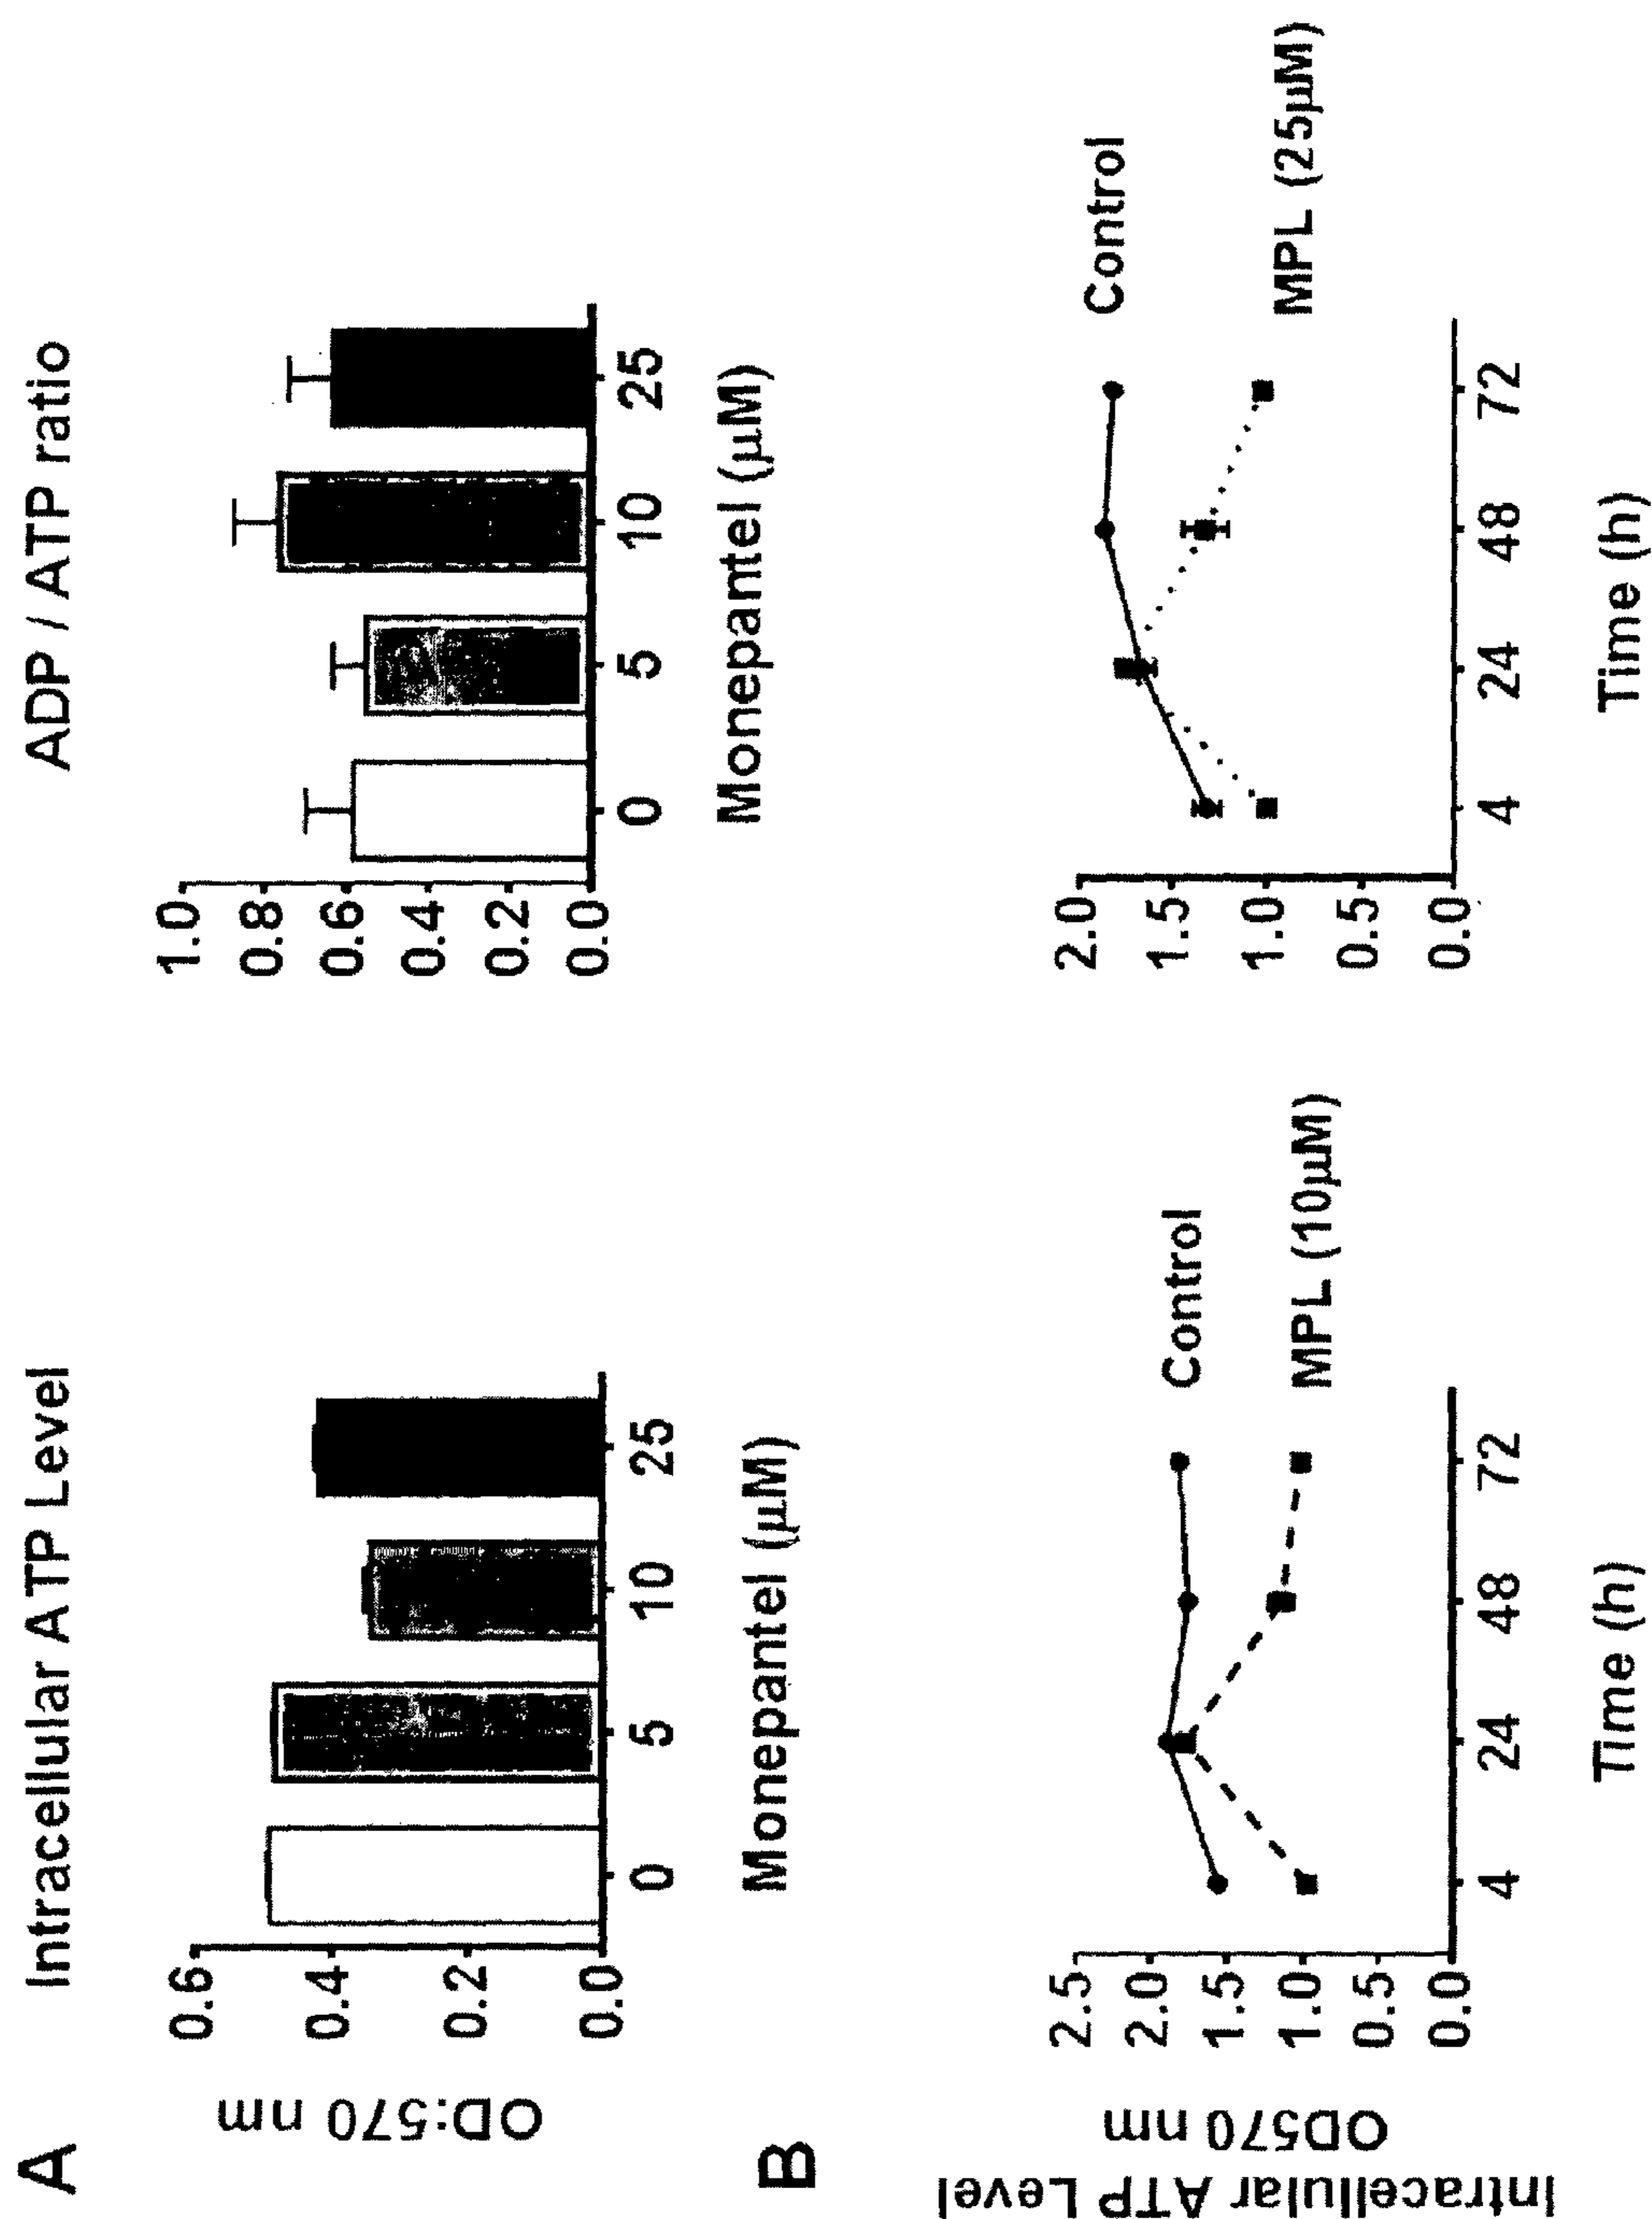 A
Intracellular ATP Level
ADP / ATP ratio
OD:570 nm
0.6
0.4
0.2
0.0
0 5 10 25
Monepantel (µM)
1.0
0.8
0.6
0.4
0.2
0.0
0 5 10 25
Monepantel (µM)
B
Intracellular ATP Level
OD570 nm
2.5
2.0
1.5
1.0
0.5
0.0
Control
MPL (10µM)
4 24 48 72
Time (h)
2.0
1.5
1.0
0.5
0.0
Control
MPL (25µM)
4 24 48 72
Time (h)